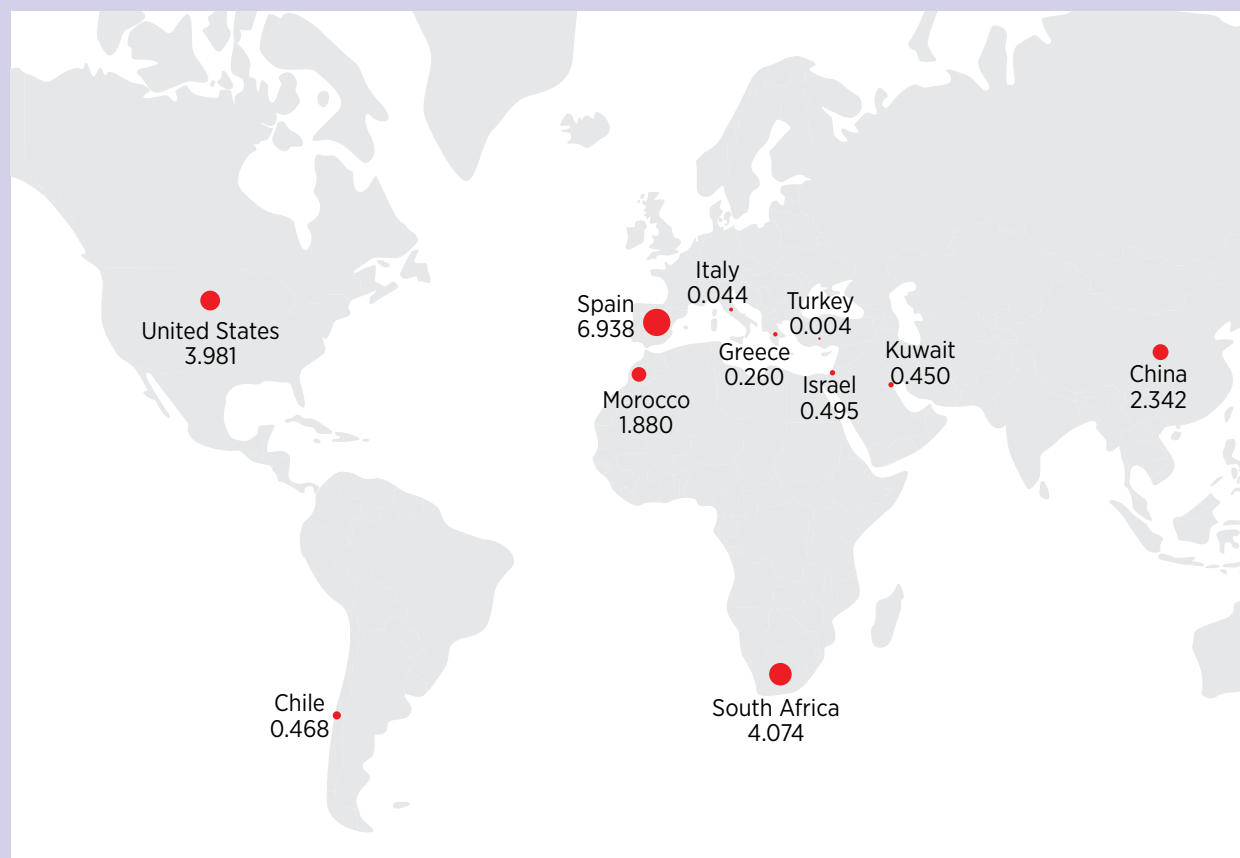 Italy
0.044
Spain
6.938
Turkey
0.004
United States
3.981
Greece
0.260
Kuwait
0.450
Israel
0.495
China
2.342
Morocco
1.880
Chile
0.468
South Africa
4.074